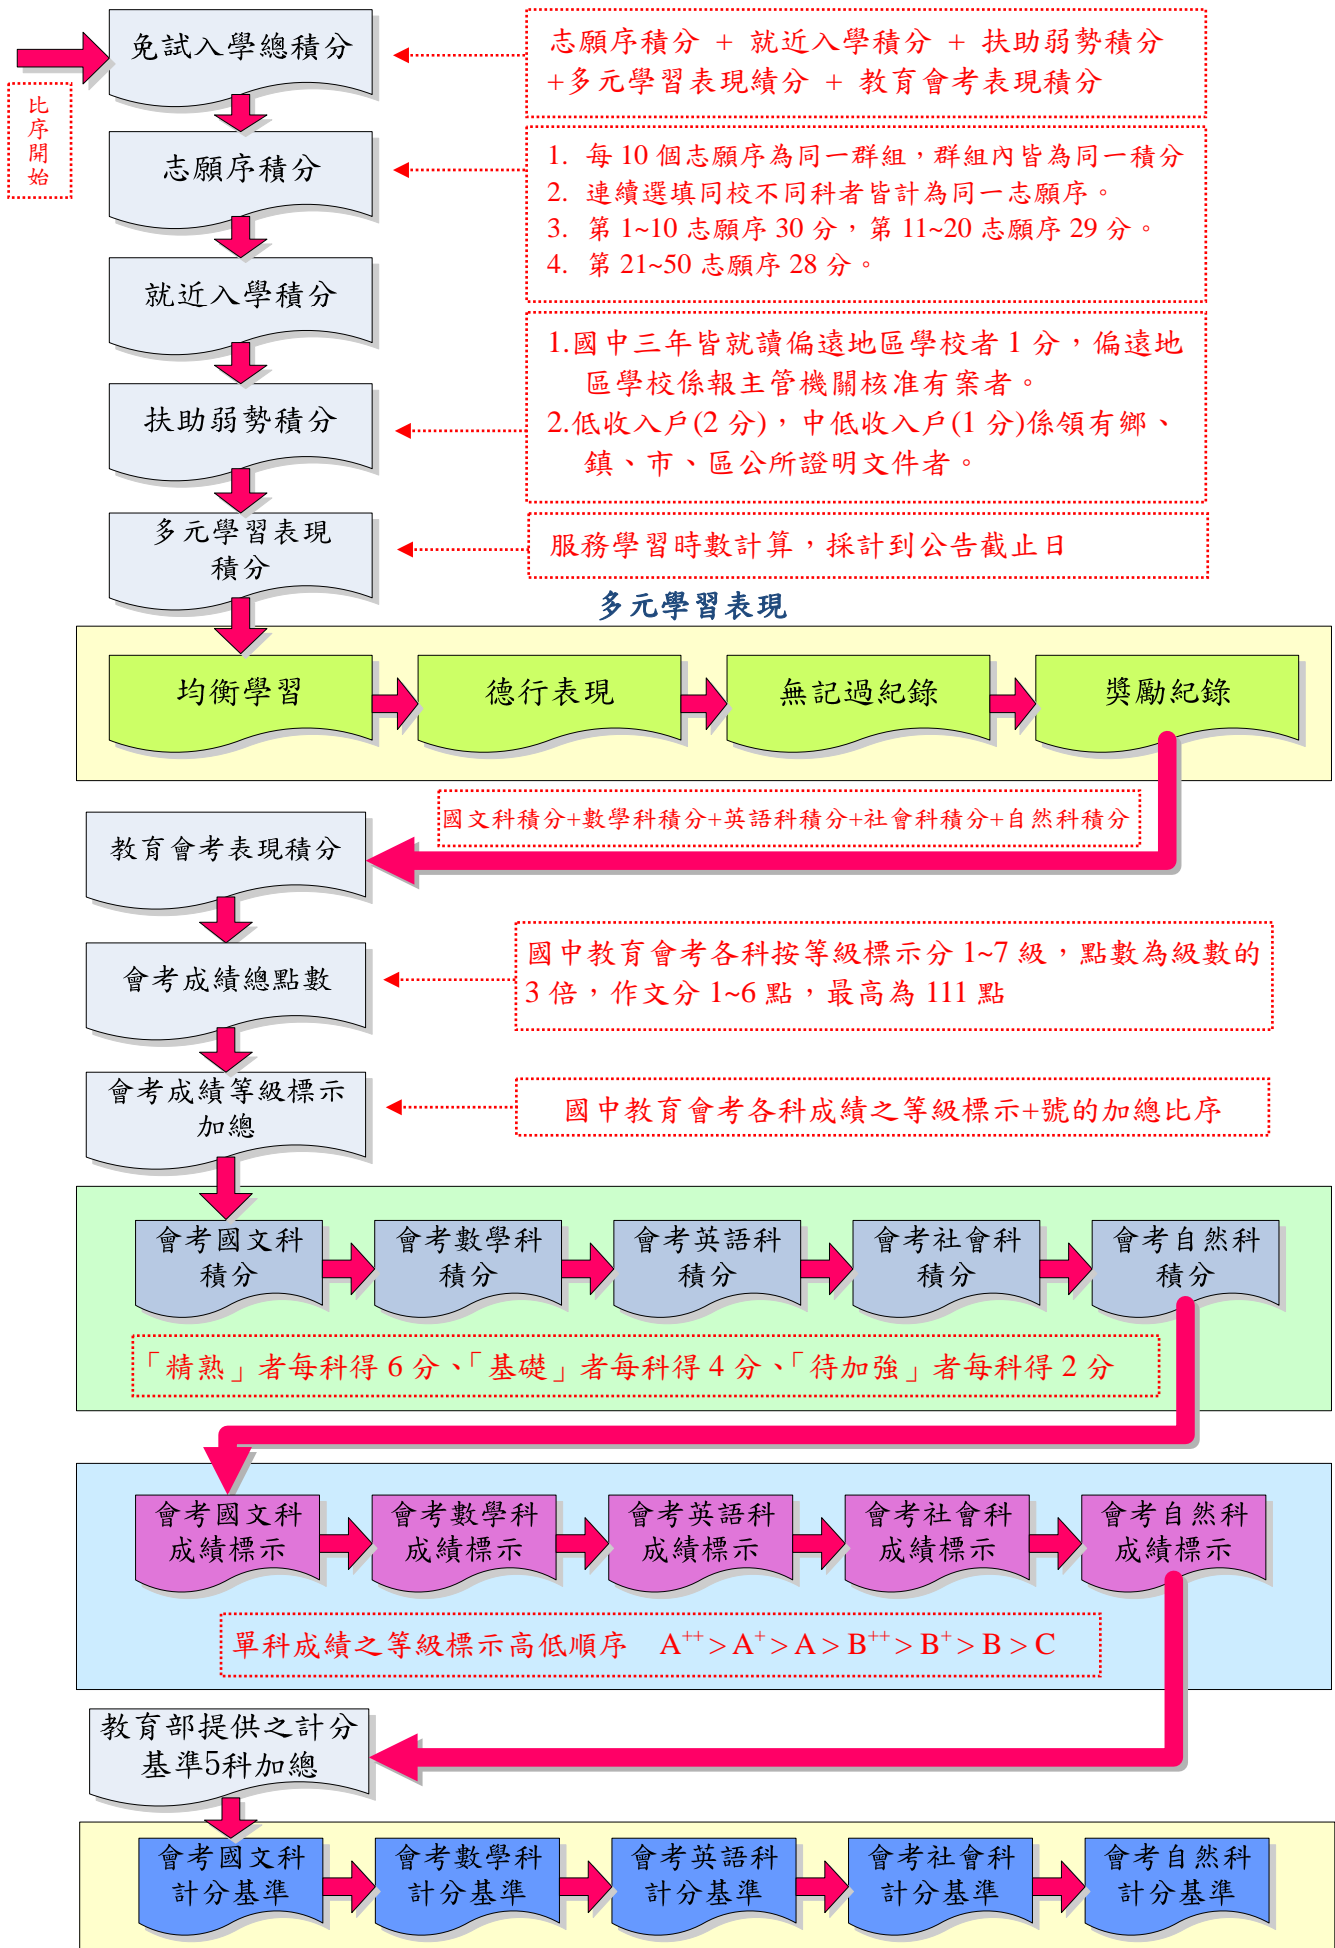 比序開始
免試入學總積分
志願序積分 + 就近入學積分 + 扶助弱勢積分
+多元學習表現績分 + 教育會考表現積分
志願序積分
1. 每 10 個志願序為同一群組，群組內皆為同一積分
2. 連續選填同校不同科者皆計為同一志願序。
3. 第 1~10 志願序 30 分，第 11~20 志願序 29 分。
4. 第 21~50 志願序 28 分。
就近入學積分
扶助弱勢積分
1.國中三年皆就讀偏遠地區學校者 1 分，偏遠地
區學校係報主管機關核准有案者。
2.低收入戶(2 分)，中低收入戶(1 分)係領有鄉、
鎮、市、區公所證明文件者。
多元學習表現
積分
服務學習時數計算，採計到公告截止日
多元學習表現
均衡學習
德行表現
無記過紀錄
獎勵紀錄
國文科積分+數學科積分+英語科積分+社會科積分+自然科積分
教育會考表現積分
會考成績總點數
國中教育會考各科按等級標示分 1~7 級，點數為級數的
3 倍，作文分 1~6 點，最高為 111 點
會考成績等級標示
加總
國中教育會考各科成績之等級標示+號的加總比序
會考國文科
積分
會考數學科
積分
會考英語科
積分
會考社會科
積分
會考自然科
積分
「精熟」者每科得 6 分、「基礎」者每科得 4 分、「待加強」者每科得 2 分
會考國文科
成績標示
會考數學科
成績標示
會考英語科
成績標示
會考社會科
成績標示
會考自然科
成績標示
單科成績之等級標示高低順序 A++ > A+ > A > B++ > B+ > B > C
教育部提供之計分
基準5科加總
會考國文科
計分基準
會考數學科
計分基準
會考英語科
計分基準
會考社會科
計分基準
會考自然科
計分基準